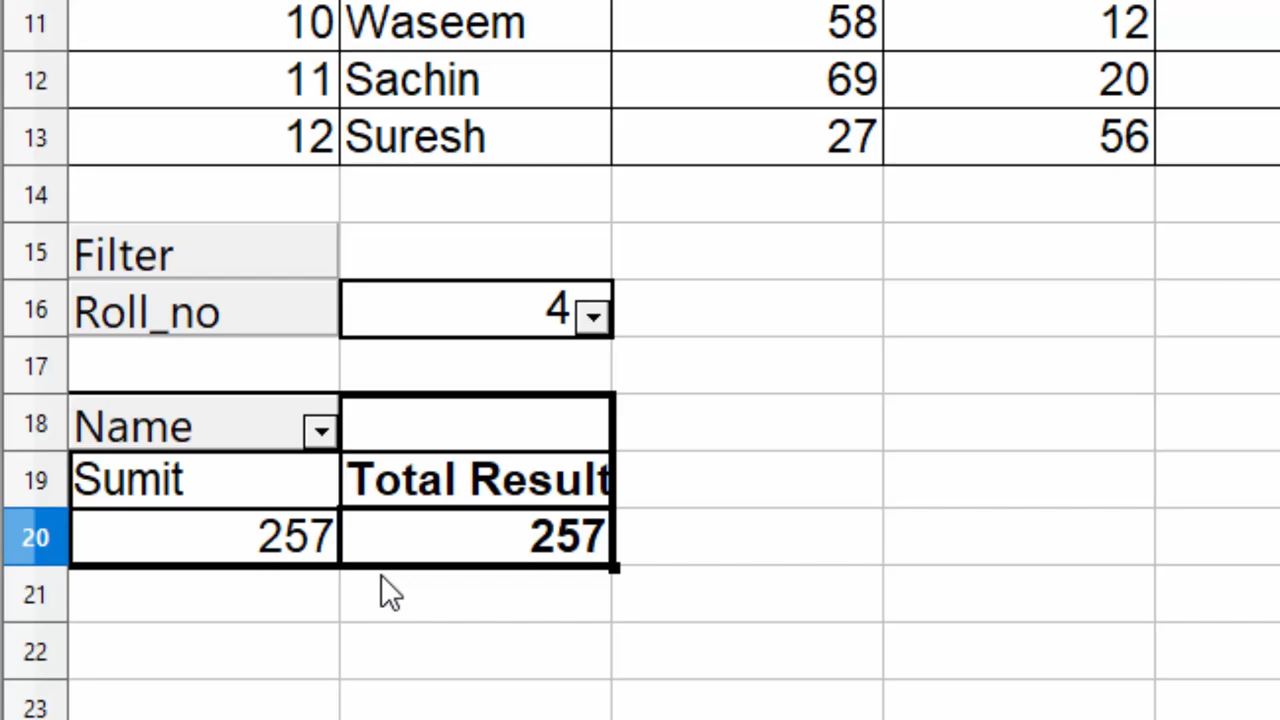 11 10 Waseem 58 12
12 11 Sachin 69 20
13 12 Suresh 27 56
14
15 Filter
16 Roll_no 4
17
18 Name
19 Sumit Total Result
20 257 257
21
22
23